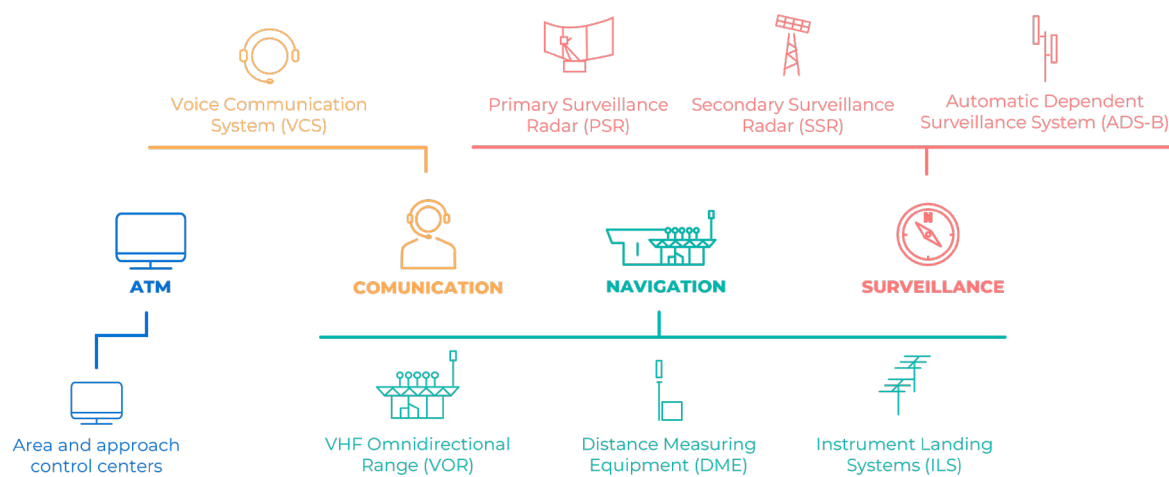 Voice Communication
System (VCS)
Primary Surveillance
Radar (PSR)
Secondary Surveillance
Radar (SSR)
Automatic Dependent
Surveillance System (ADS-B)
N
ATM
COMUNICATION
NAVIGATION
SURVEILLANCE
Area and approach
control centers
VHF Omnidirectional
Range (VOR)
Distance Measuring
Equipment (DME)
Instrument Landing
Systems (ILS)